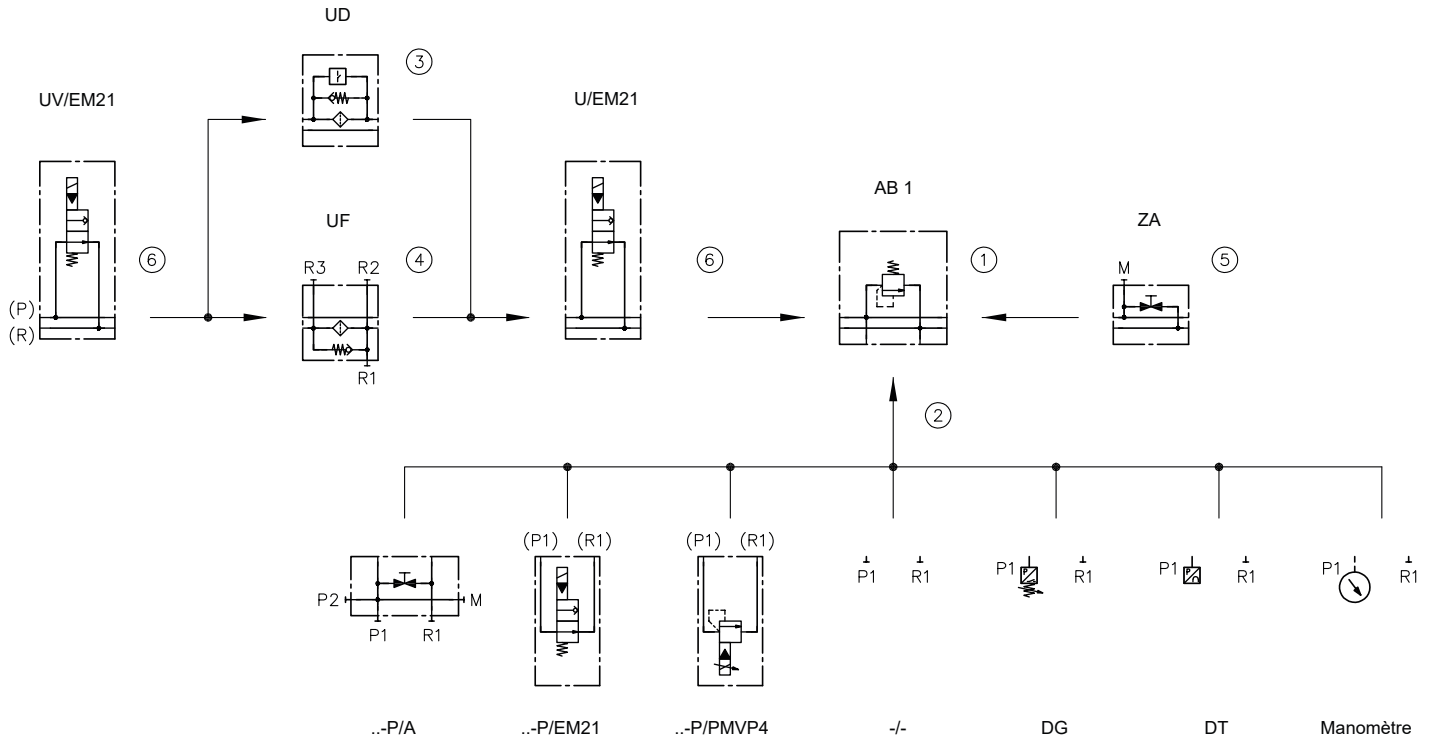 UD
3
UV/EM21
U/EM21
AB 1
UF
ZA
6
R3 R2
4
6
1
M
5
(P)
(R)
R1
2
(P1) (R1)
(P1) (R1)
P2
M
P1 R1
P1 R1
P1
P
R1
P1
P
R1
P1
R1
..-P/A
..-P/EM21
..-P/PMVP4
-/-
DG
DT
Manomètre